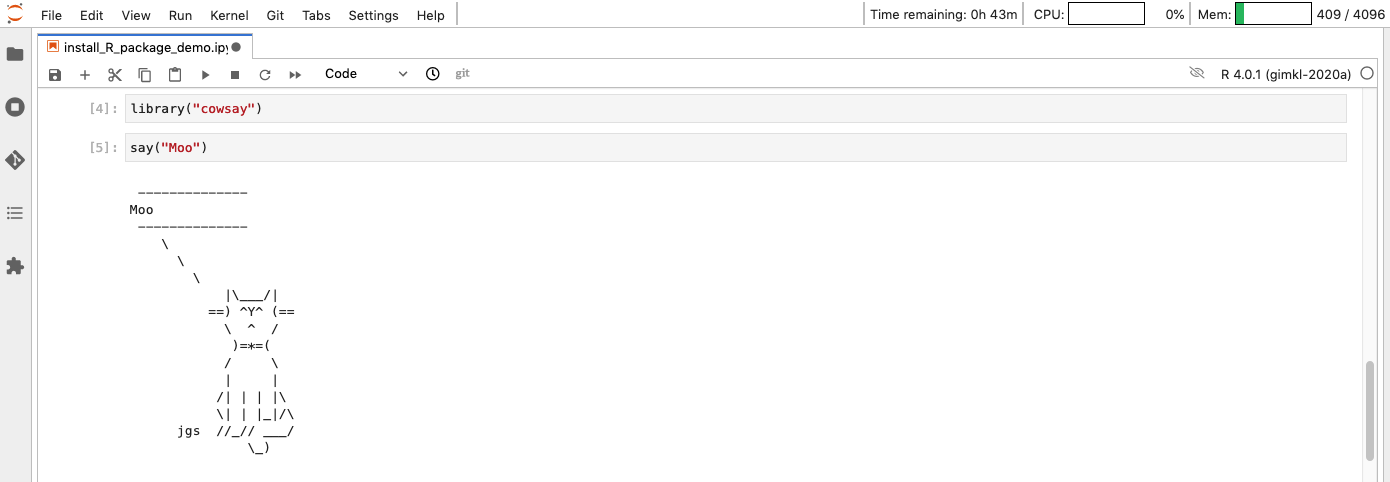 File Edit View Run Kernel Git Tabs Settings Help Time remaining: 0h 43m CPU: 0% Mem: 409 / 4096
install_R_package_demo.ipy
Code git R 4.0.1 (gimkl-2020a)
[4]: library("cowsay")
[5]: say("Moo")
 --------------
Moo
 --------------
    \
      \
        \
            |\___/|
          ==) ^Y^ (==
            \  ^  /
             )=*=(
            /     \
            |     |
           /| | | |\
           \| | |_|/\
      jgs  //_// ___/
               \_)